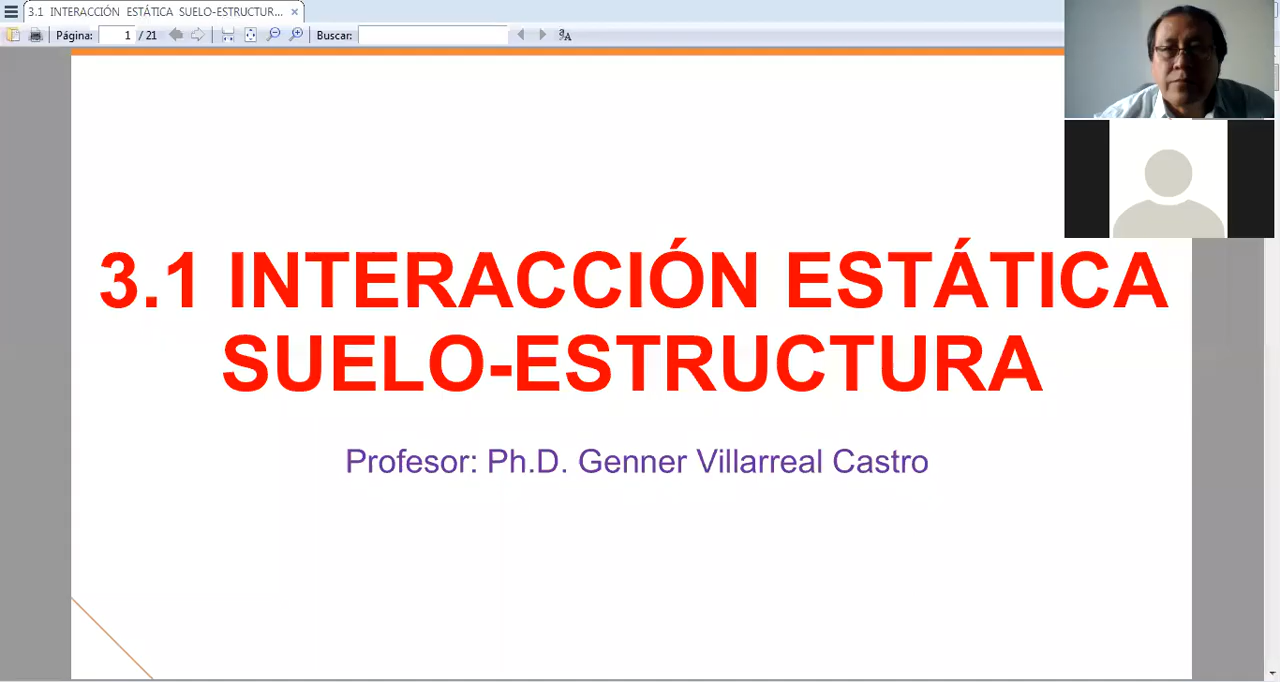 3.1 INTERACCIÓN ESTÁTICA SUELO-ESTRUCTUR...
Página: 1 / 21 Buscar:
3.1 INTERACCIÓN ESTÁTICA
SUELO-ESTRUCTURA
Profesor: Ph.D. Genner Villarreal Castro